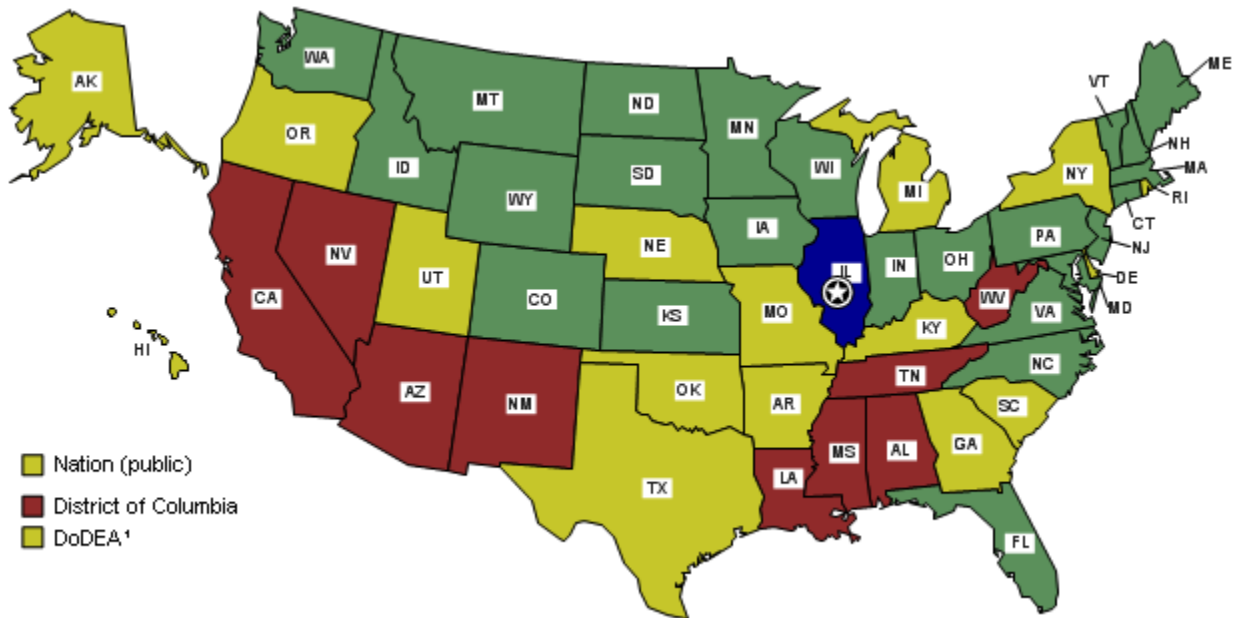 AK
WA
MT
ND
MN
VT
ME
OR
ID
WY
SD
WI
MI
NY
NH
MA
RI
CT
NJ
DE
MD
NV
UT
CO
NE
IA
IL
IN
OH
PA
WV
VA
CA
KS
MO
KY
NC
HI
AZ
NM
OK
AR
TN
SC
TX
LA
MS
AL
GA
FL
Nation (public)
District of Columbia
DoDEA¹